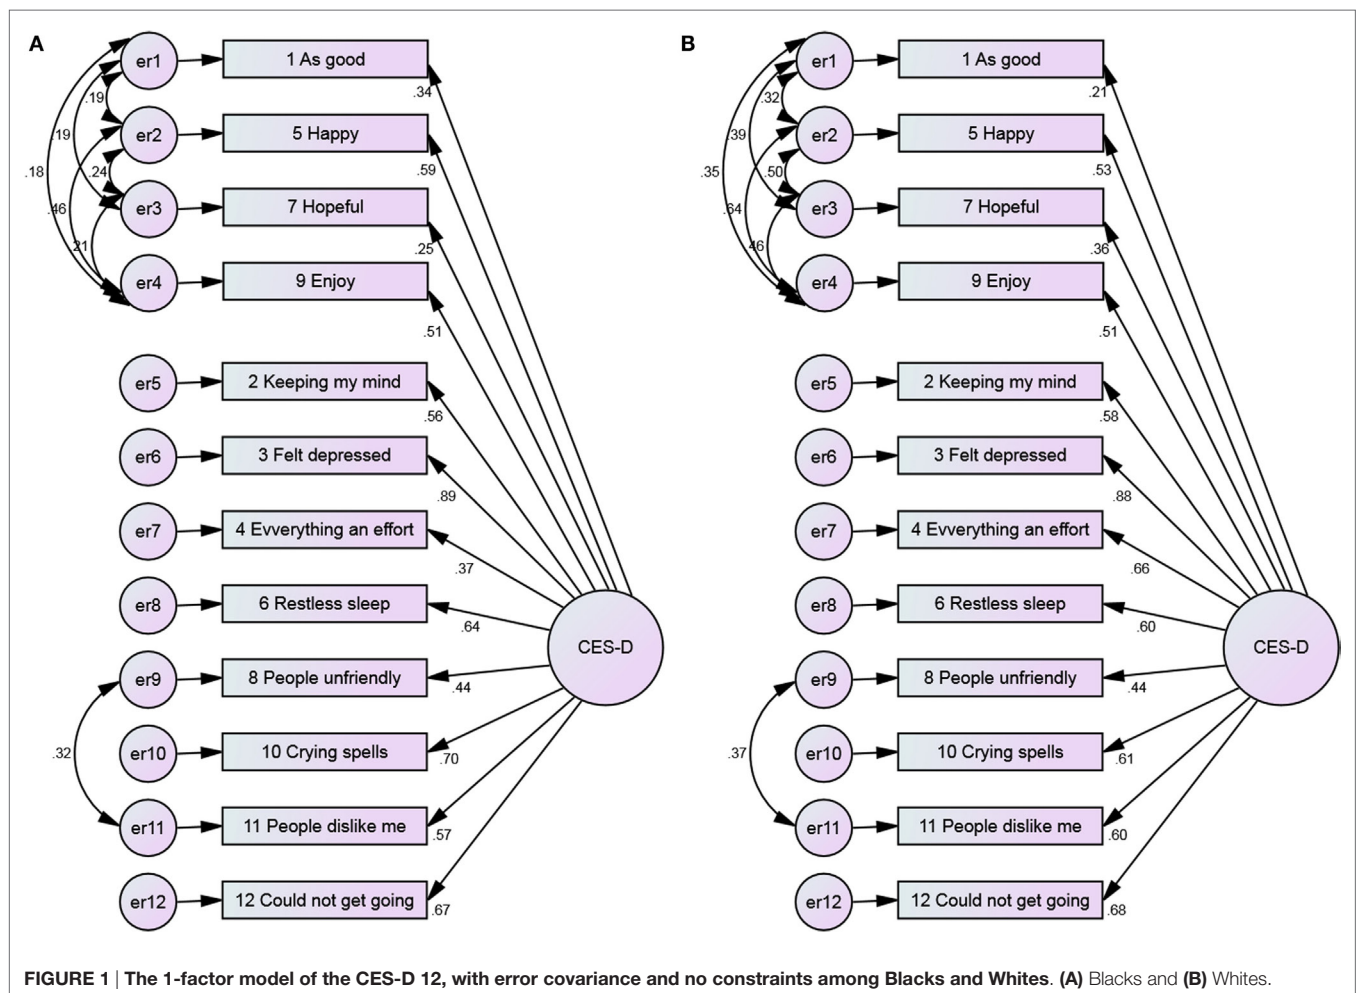 A
er1
1 As good
.34
.19
er2
5 Happy
.59
.19
.24
.18
er3
7 Hopeful
.25
.46
.21
er4
9 Enjoy
.51
er5
2 Keeping my mind
.56
er6
3 Felt depressed
.89
er7
4 Evverything an effort
.37
er8
6 Restless sleep
.64
CES-D
er9
8 People unfriendly
.44
.32
er10
10 Crying spells
.70
er11
11 People dislike me
.57
er12
12 Could not get going
.67
B
er1
1 As good
.21
.32
er2
5 Happy
.53
.39
.50
.35
er3
7 Hopeful
.36
.64
.46
er4
9 Enjoy
.51
er5
2 Keeping my mind
.58
er6
3 Felt depressed
.88
er7
4 Evverything an effort
.66
er8
6 Restless sleep
.60
CES-D
er9
8 People unfriendly
.44
.37
er10
10 Crying spells
.61
er11
11 People dislike me
.60
er12
12 Could not get going
.68
FIGURE 1 | The 1-factor model of the CES-D 12, with error covariance and no constraints among Blacks and Whites. (A) Blacks and (B) Whites.